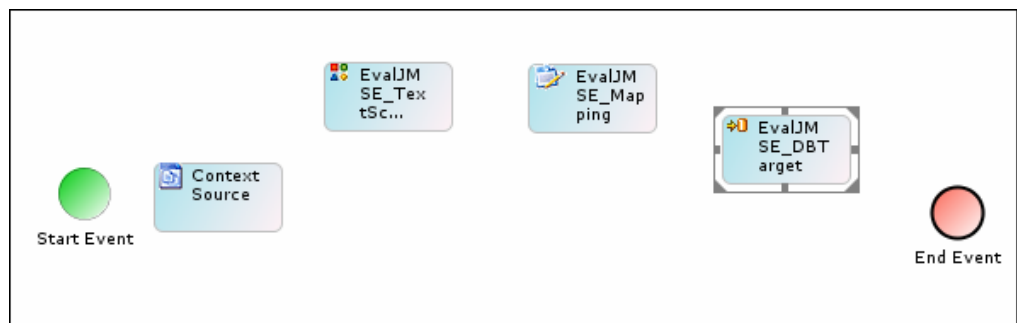 Start Event
Context
Source
EvalJM
SE_Tex
tSc...
EvalJM
SE_Map
ping
EvalJM
SE_DBT
arget
End Event